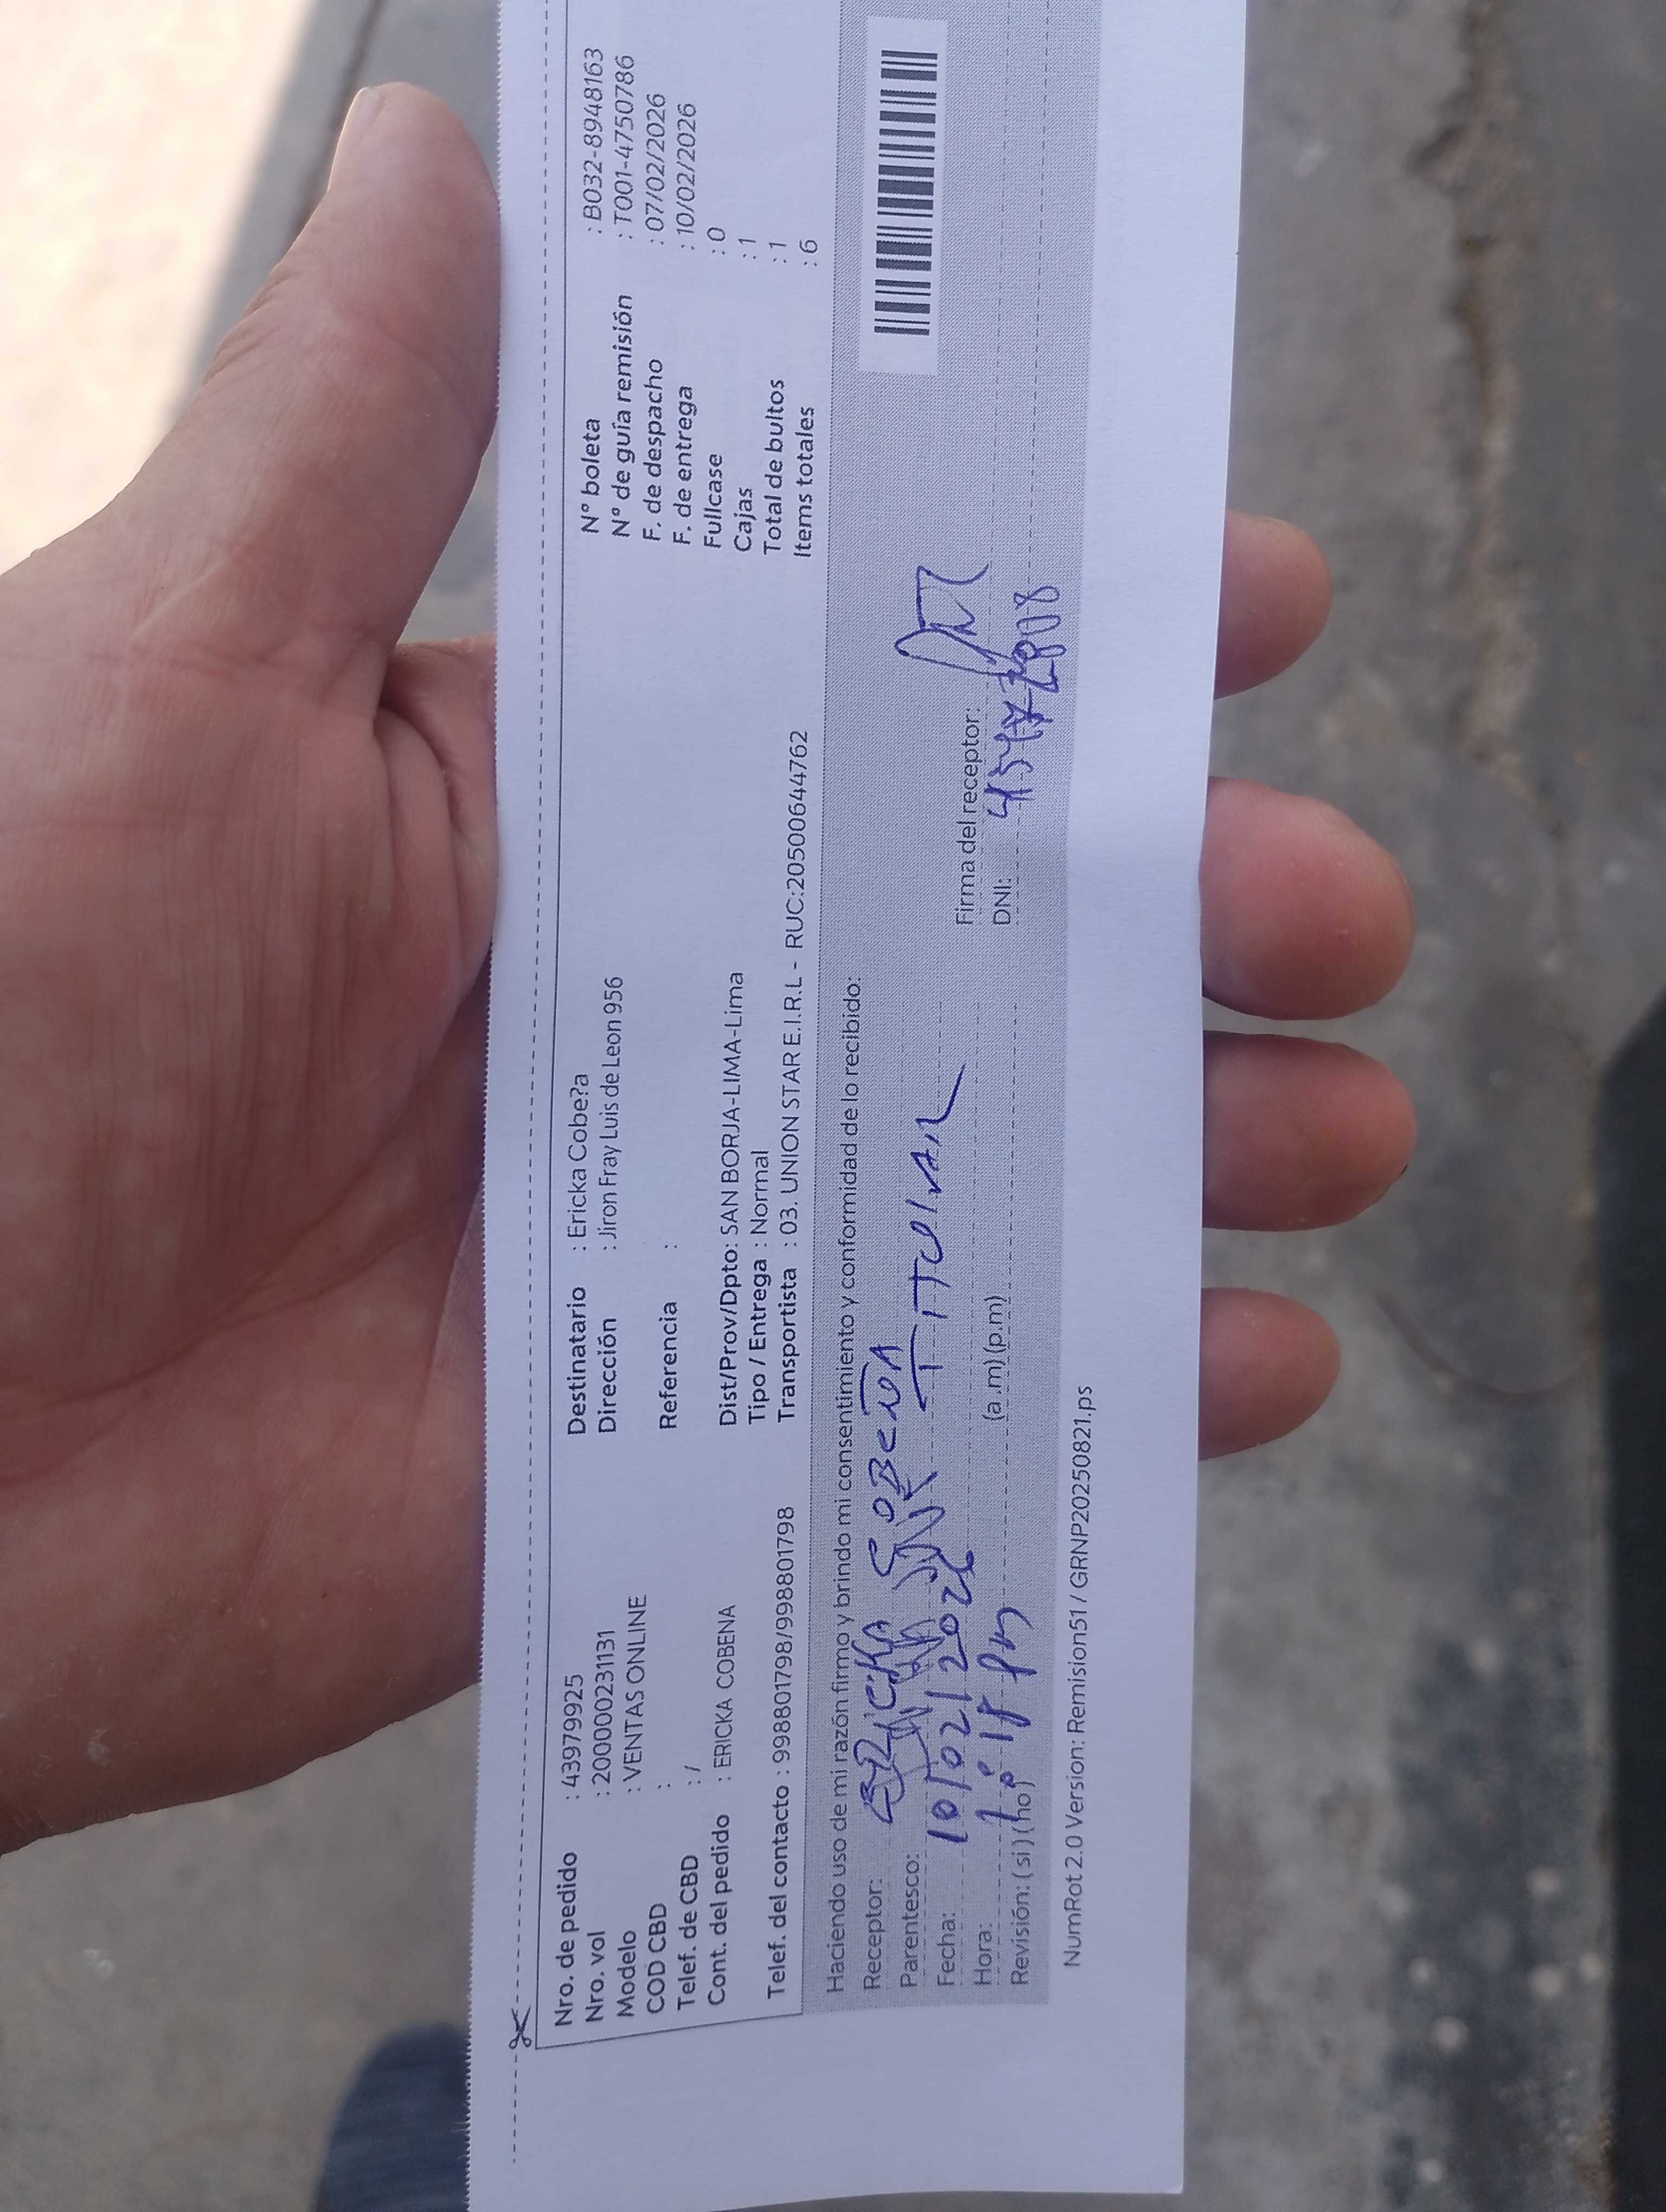 Nro. de pedido : 43979925
Nro. vol : 20000023113​1
Modelo : VENTAS ONLINE
COD CBD :
Telef. de CBD : /
Cont. del pedido : ERICKA COBENA
Telef. del contacto : 998801798/998801798
Destinatario : Ericka Cobe?a
Dirección : Jiron Fray Luis de Leon 956
Referencia :
Dist/Prov/Dpto: SAN BORJA-LIMA-Lima
Tipo / Entrega : Normal
Transportista : 03. UNION STAR E.I.R.L - RUC:20500644762
N° boleta : B032-8948163
N° de guía remisión : T001-4750786
F. de despacho : 07/02/2026
F. de entrega : 10/02/2026
Fullcase : 0
Cajas : 1
Total de bultos : 1
Items totales : 6
Haciendo uso de mi razón firmo y brindo mi consentimiento y conformidad de lo recibido:
Receptor: ERICKA COBEÑA
Parentesco: TITULAR
Fecha: 10/02/2026
Hora: 1:18 Pm (a.m) (p.m)
Revisión: ( si ) ( no )
Firma del receptor:
DNI:
NumRot 2.0 Version: Remision51 / GRNP20250821.ps